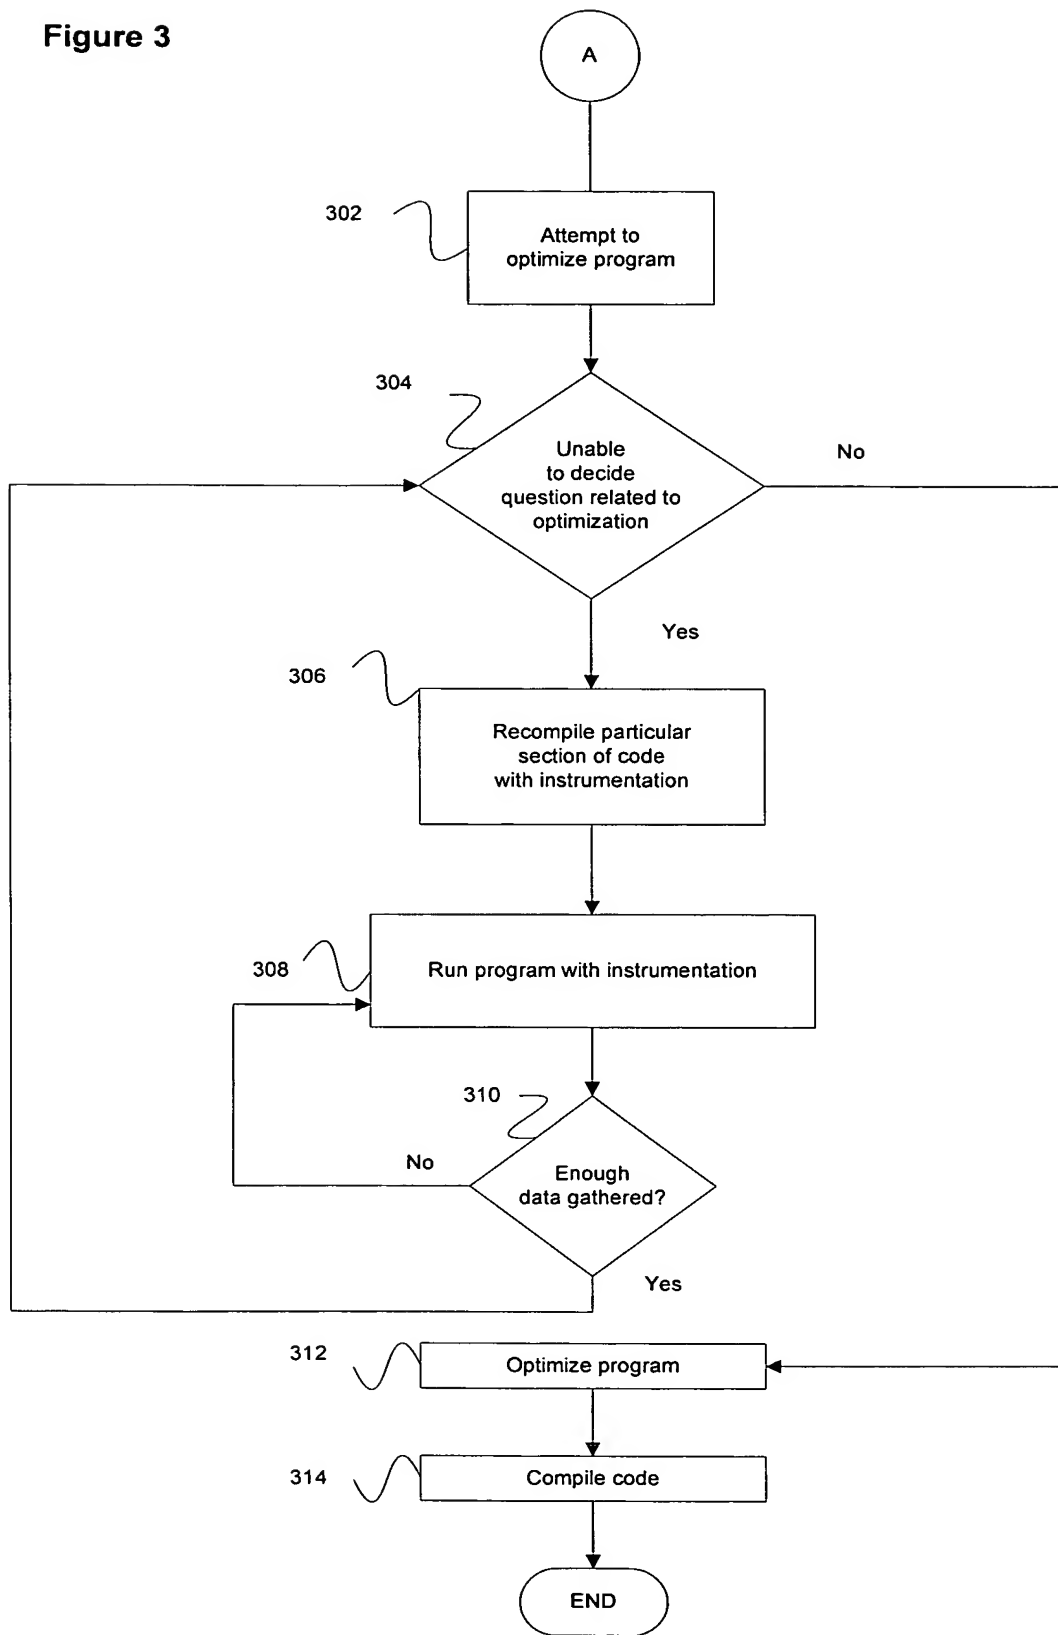 Figure 3
A
302
Attempt to
optimize program
304
Unable
to decide
question related to
optimization
No
Yes
306
Recompile particular
section of code
with instrumentation
308
Run program with instrumentation
310
No
Enough
data gathered?
Yes
312
Optimize program
314
Compile code
END